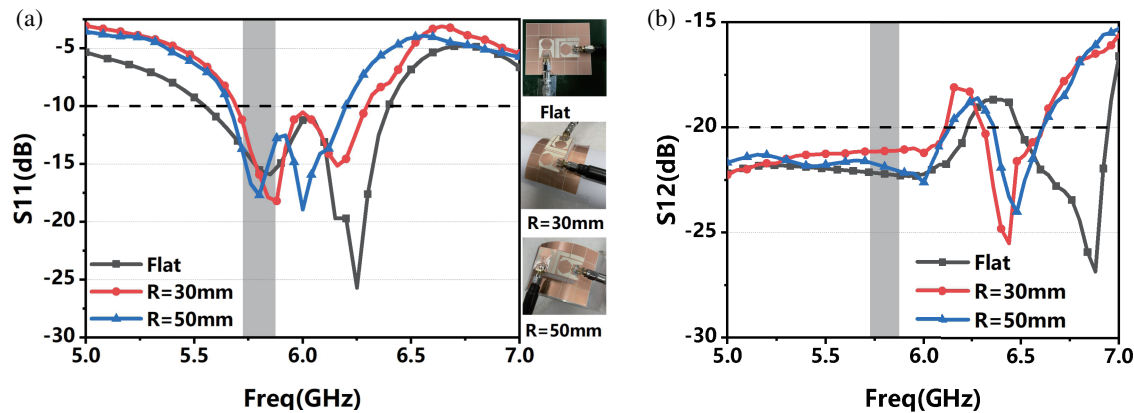 (a)
S11(dB)
-5
-10
-15
-20
-25
-30
5.0
5.5
6.0
6.5
7.0
Freq(GHz)
Flat
R=30mm
R=50mm
Flat
R=30mm
R=50mm
(b)
S12(dB)
-15
-20
-25
-30
5.0
5.5
6.0
6.5
7.0
Freq(GHz)
Flat
R=30mm
R=50mm